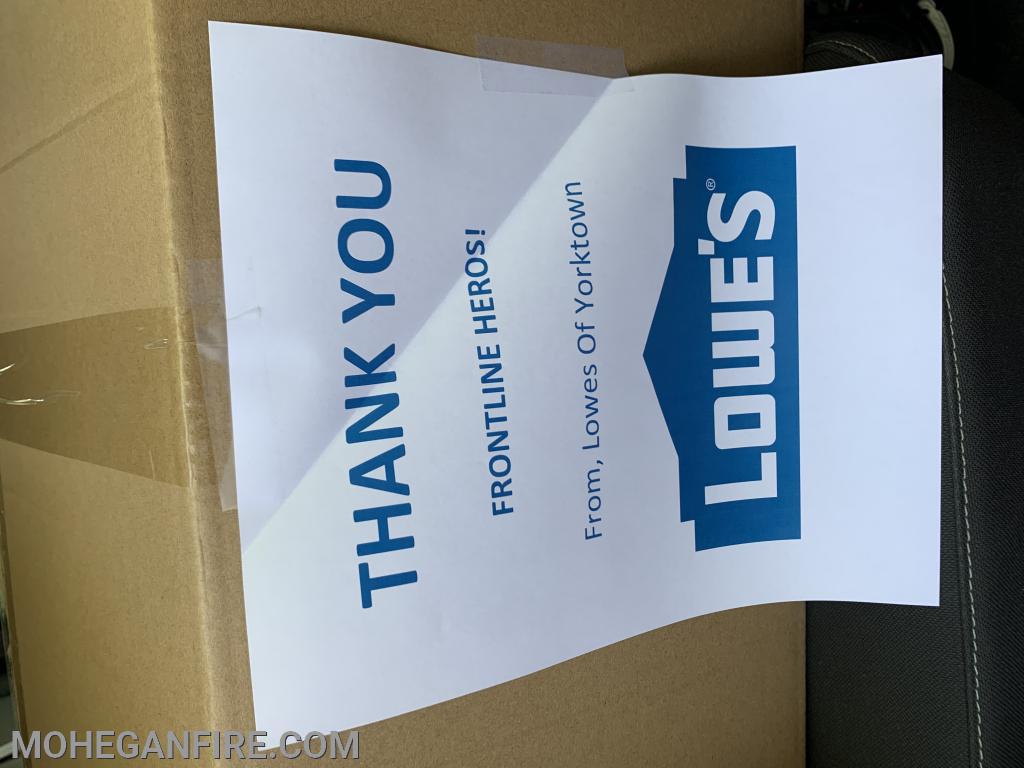 THANK YOU
FRONTLINE HEROS!
From, Lowes Of Yorktown
LOWE'S®
MOHEGANFIRE.COM